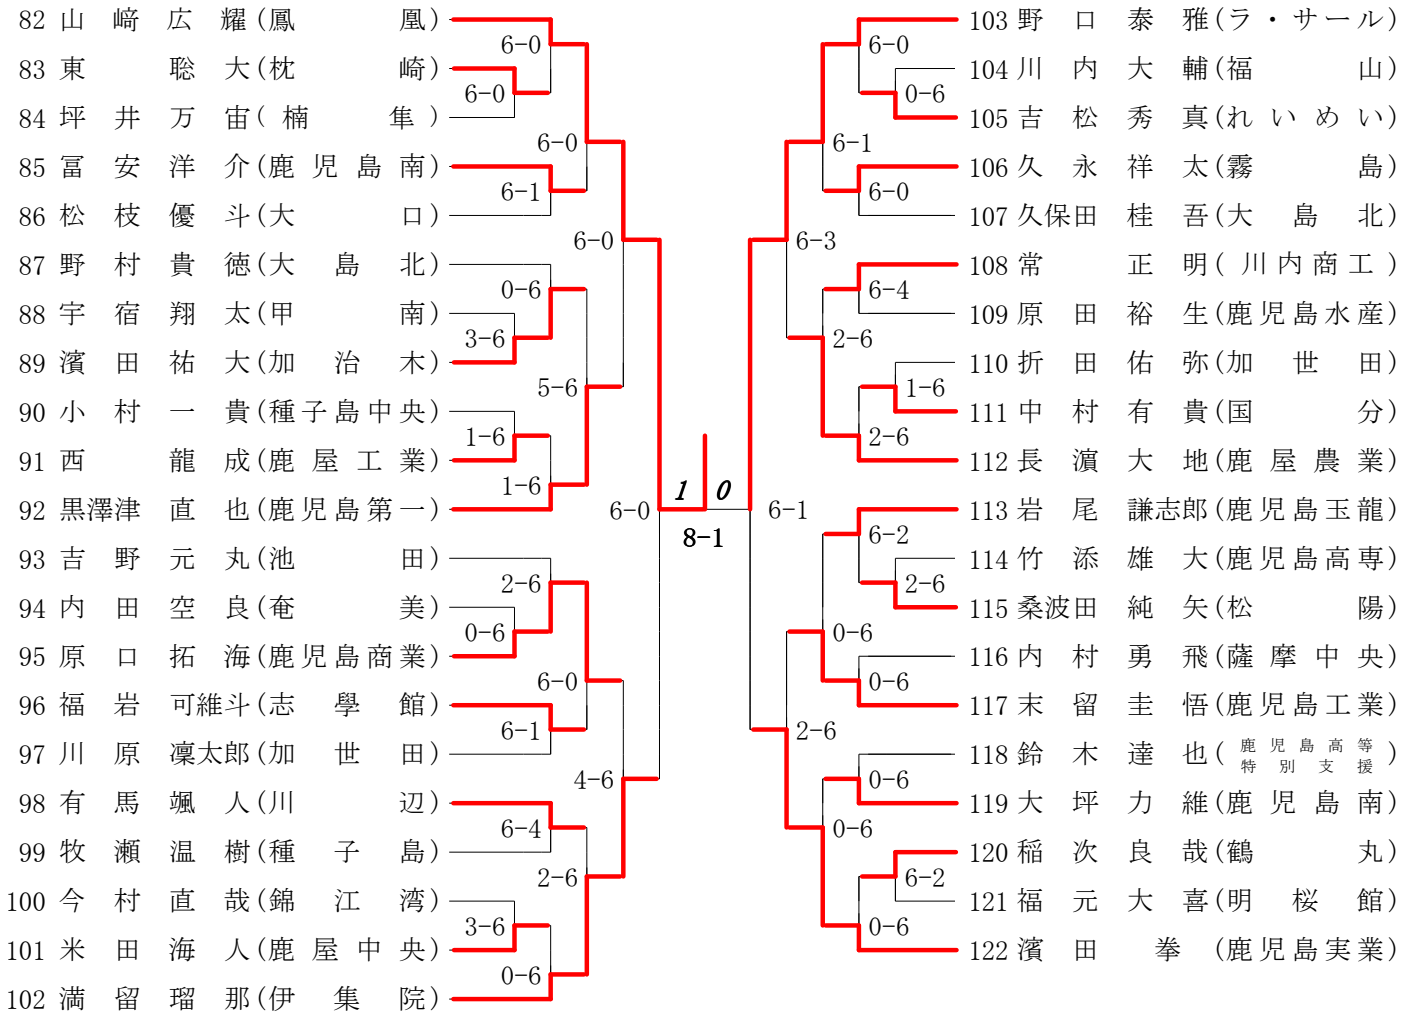 82 山﨑広耀(鳳凰)
6-0
83 東聡大(枕崎)
6-0
84 坪井万宙(楠隼)
6-0
85 冨安洋介(鹿児島南)
6-1
86 松枝優斗(大口)
6-0
87 野村貴徳(大島北)
0-6
88 宇宿翔太(甲南)
3-6
89 濱田祐大(加治木)
5-6
90 小村一貴(種子島中央)
1-6
91 西龍成(鹿屋工業)
1-6
92 黒澤津直也(鹿児島第一)
6-0
93 吉野元丸(池田)
2-6
94 内田空良(奄美)
0-6
95 原口拓海(鹿児島商業)
6-0
96 福岩可維斗(志學館)
6-1
97 川原凜太郎(加世田)
4-6
98 有馬颯人(川辺)
6-4
99 牧瀬温樹(種子島)
2-6
100 今村直哉(錦江湾)
3-6
101 米田海人(鹿屋中央)
0-6
102 満留瑠那(伊集院)
1 0
8-1
103 野口泰雅(ラ・サール)
6-0
104 川内大輔(福山)
0-6
105 吉松秀真(れいめい)
6-1
106 久永祥太(霧島)
6-0
107 久保田桂吾(大島北)
6-3
108 常正明(川内商工)
6-4
109 原田裕生(鹿児島水産)
2-6
110 折田佑弥(加世田)
1-6
111 中村有貴(国分)
2-6
112 長濵大地(鹿屋農業)
6-1
113 岩尾謙志郎(鹿児島玉龍)
6-2
114 竹添雄大(鹿児島高専)
2-6
115 桑波田純矢(松陽)
0-6
116 内村勇飛(薩摩中央)
0-6
117 末留圭悟(鹿児島工業)
2-6
118 鈴木達也(鹿児島高等特別支援)
0-6
119 大坪力維(鹿児島南)
0-6
120 稲次良哉(鶴丸)
6-2
121 福元大喜(明桜館)
0-6
122 濱田拳(鹿児島実業)